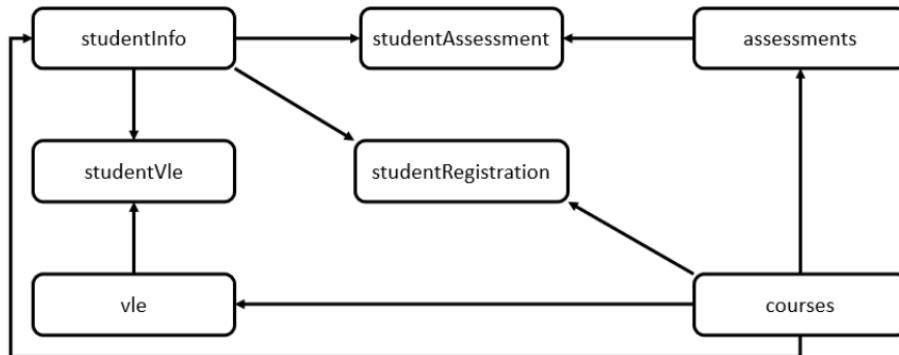 studentInfo
studentAssessment
assessments
studentVle
studentRegistration
vle
courses